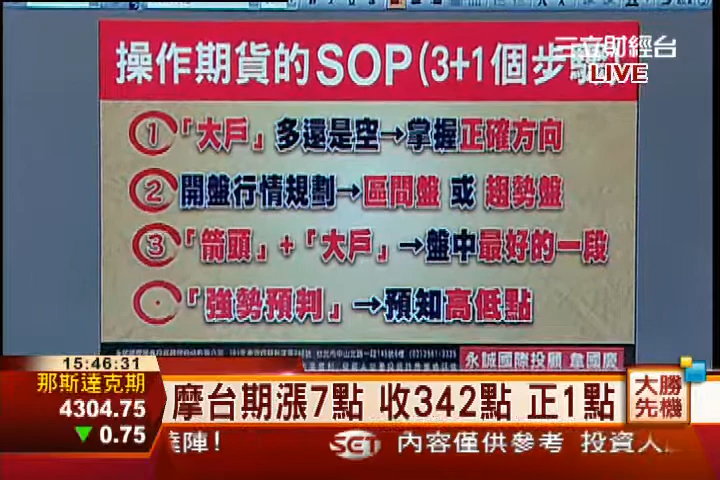 操作期貨的SOP(3+1個步驟)
三立財經台
LIVE
①「大戶」多還是空→掌握正確方向
②開盤行情規劃→區間盤 或 趨勢盤
③「箭頭」+「大戶」→盤中最好的一段
「強勢預判」→預知高低點
永誠國際投顧 詹國慶
15:46:31
那斯達克期
4304.75
▼0.75
摩台期漲7點 收342點 正1點
大勝先機
達陣!
SET 內容僅供參考 投資人